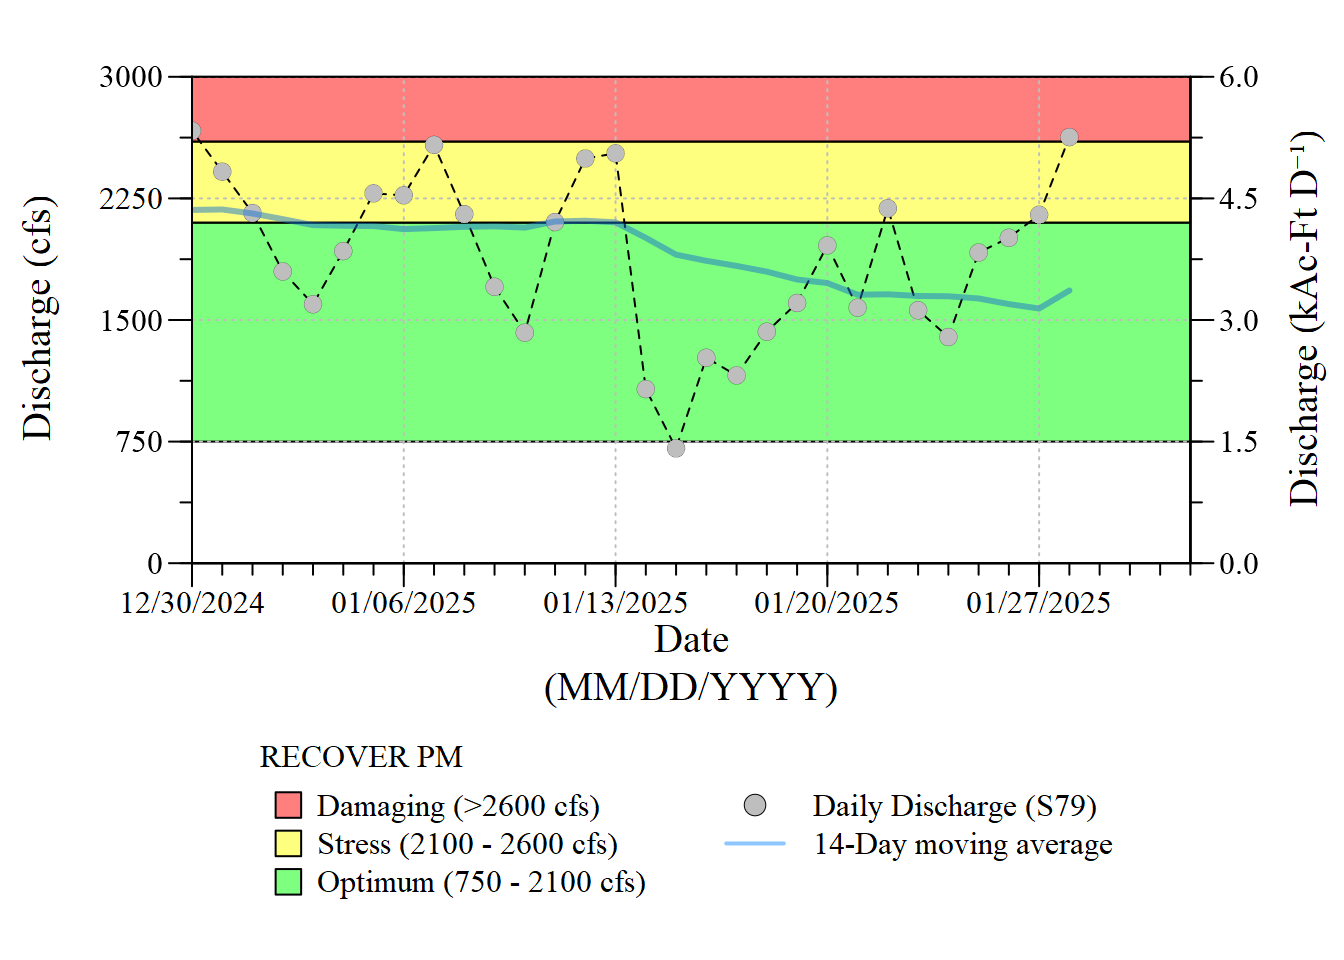 3000
2250
1500
750
0
Discharge (cfs)
6.0
4.5
3.0
1.5
0.0
Discharge (kAc-Ft D⁻¹)
12/30/2024 01/06/2025 01/13/2025 01/20/2025 01/27/2025
Date
(MM/DD/YYYY)
RECOVER PM
Damaging (>2600 cfs)
Stress (2100 - 2600 cfs)
Optimum (750 - 2100 cfs)
Daily Discharge (S79)
14-Day moving average